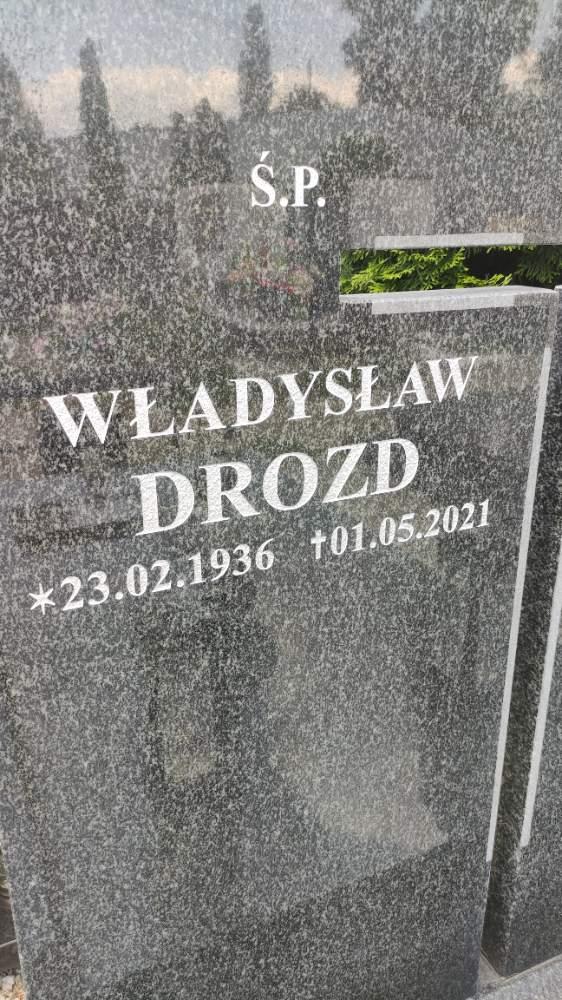 Ś.P.
WŁADYSŁAW
DROZD
✶23.02.1936 ✝01.05.2021